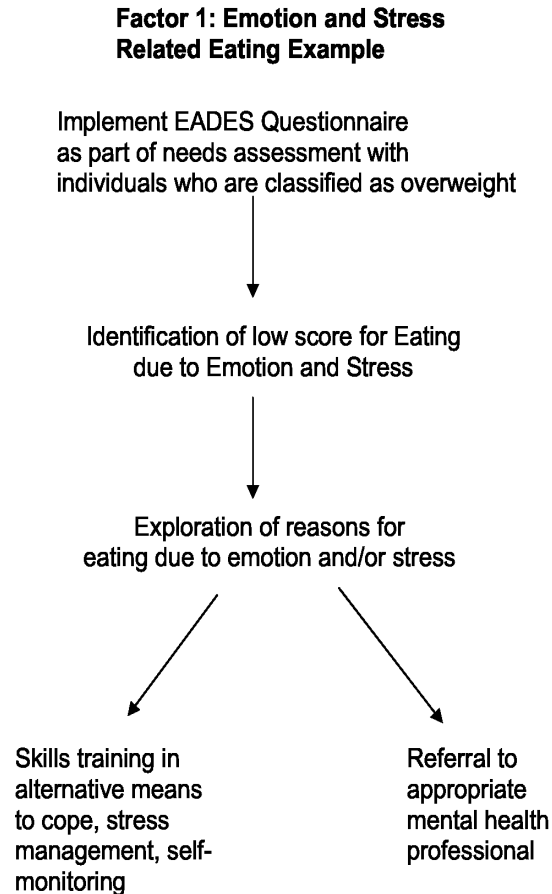 Factor 1: Emotion and Stress
Related Eating Example
Implement EADES Questionnaire
as part of needs assessment with
individuals who are classified as overweight
Identification of low score for Eating
due to Emotion and Stress
Exploration of reasons for
eating due to emotion and/or stress
Skills training in
alternative means
to cope, stress
management, self-
monitoring
Referral to
appropriate
mental health
professional